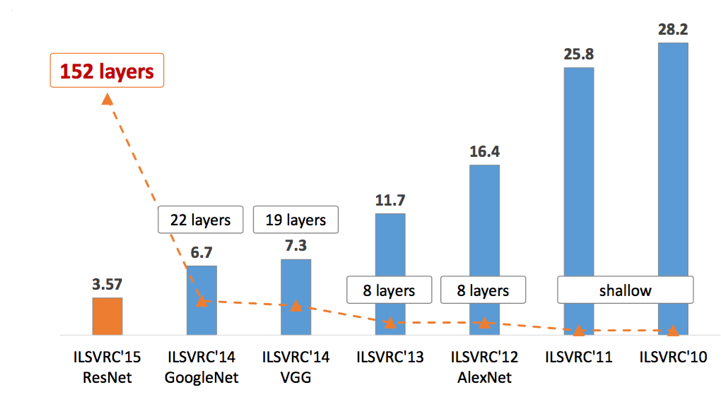 28.2
25.8
152 layers
16.4
11.7
22 layers
19 layers
7.3
6.7
3.57
8 layers
8 layers
shallow
ILSVRC'15
ResNet
ILSVRC'14
GoogleNet
ILSVRC'14
VGG
ILSVRC'13
ILSVRC'12
AlexNet
ILSVRC'11
ILSVRC'10